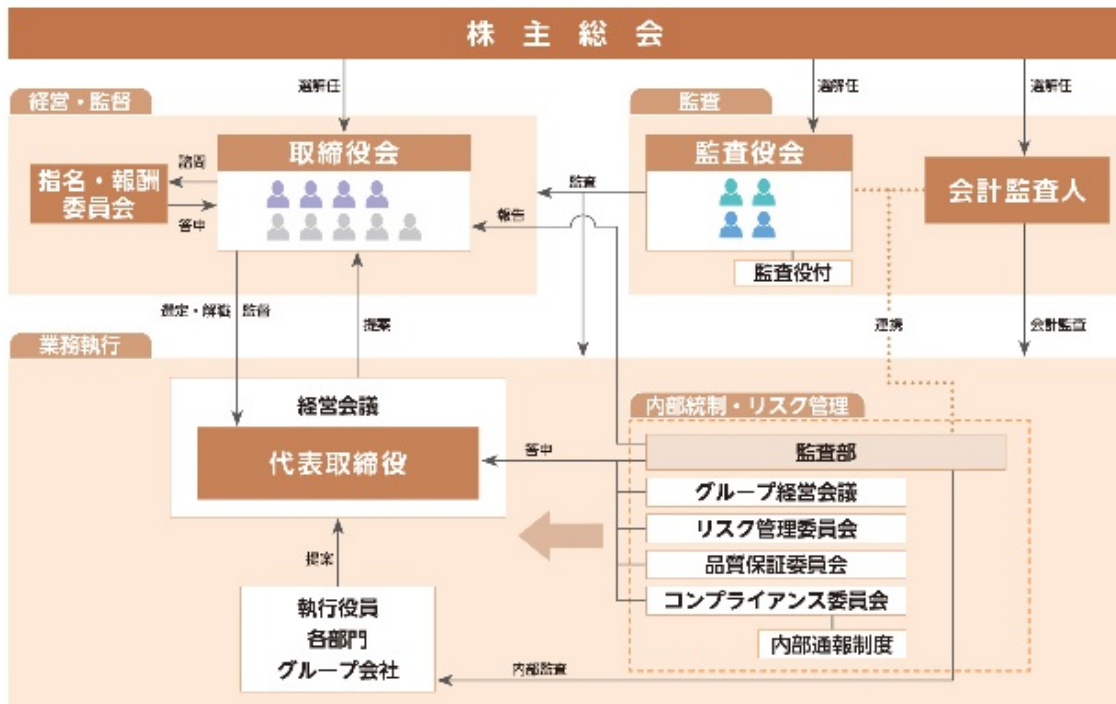 株主総会
選解任
選解任
選解任
経営・監督
監査
取締役会
監査役会
会計監査人
指名・報酬
委員会
諮問
答申
監査
報告
監査役付
選定・解職
監督
提案
連携
会計監査
業務執行
経営会議
代表取締役
内部統制・リスク管理
監査部
答申
グループ経営会議
リスク管理委員会
品質保証委員会
コンプライアンス委員会
内部通報制度
提案
執行役員
各部門
グループ会社
内部監査